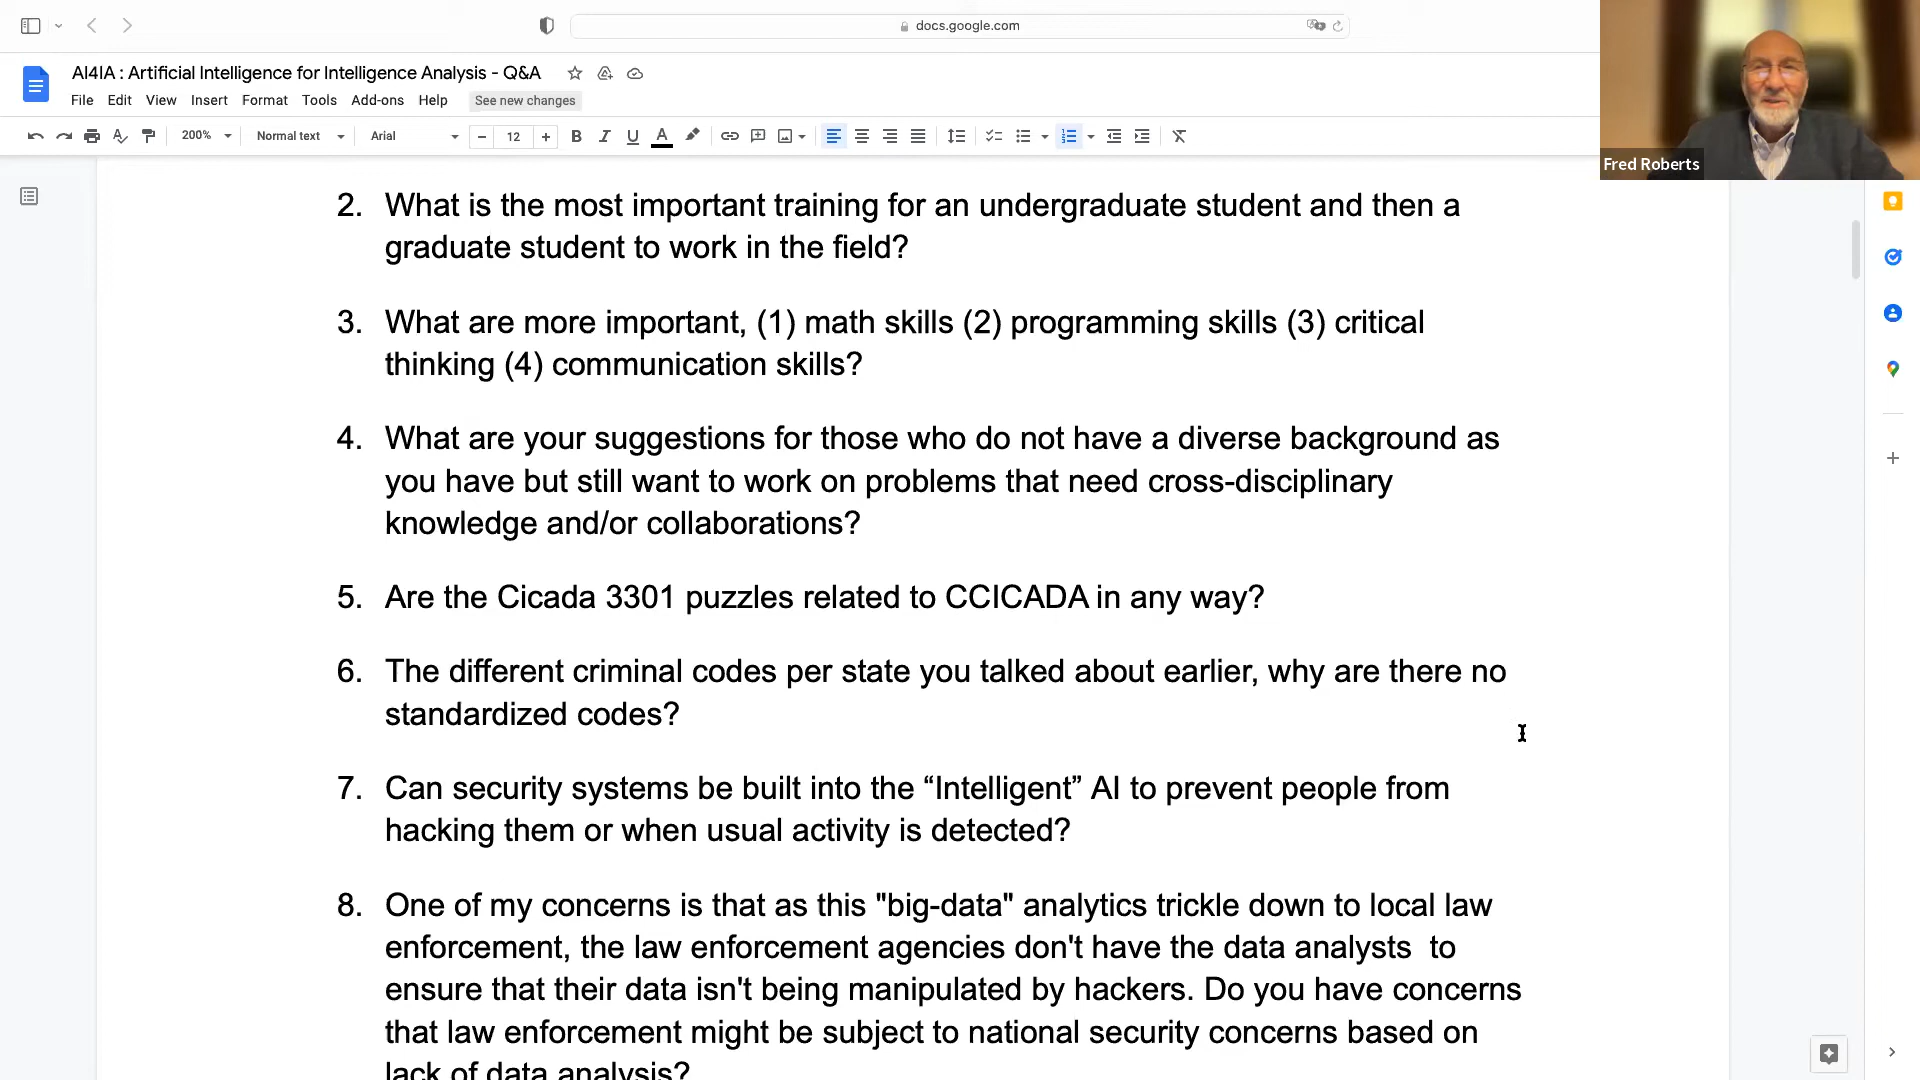 docs.google.com
AI4IA : Artificial Intelligence for Intelligence Analysis - Q&A
File Edit View Insert Format Tools Add-ons Help See new changes
200% Normal text Arial 12 B I U A
Fred Roberts
2. What is the most important training for an undergraduate student and then a
graduate student to work in the field?
3. What are more important, (1) math skills (2) programming skills (3) critical
thinking (4) communication skills?
4. What are your suggestions for those who do not have a diverse background as
you have but still want to work on problems that need cross-disciplinary
knowledge and/or collaborations?
5. Are the Cicada 3301 puzzles related to CCICADA in any way?
6. The different criminal codes per state you talked about earlier, why are there no
standardized codes?
7. Can security systems be built into the “Intelligent” AI to prevent people from
hacking them or when usual activity is detected?
8. One of my concerns is that as this "big-data" analytics trickle down to local law
enforcement, the law enforcement agencies don't have the data analysts to
ensure that their data isn't being manipulated by hackers. Do you have concerns
that law enforcement might be subject to national security concerns based on
lack of data analysis?